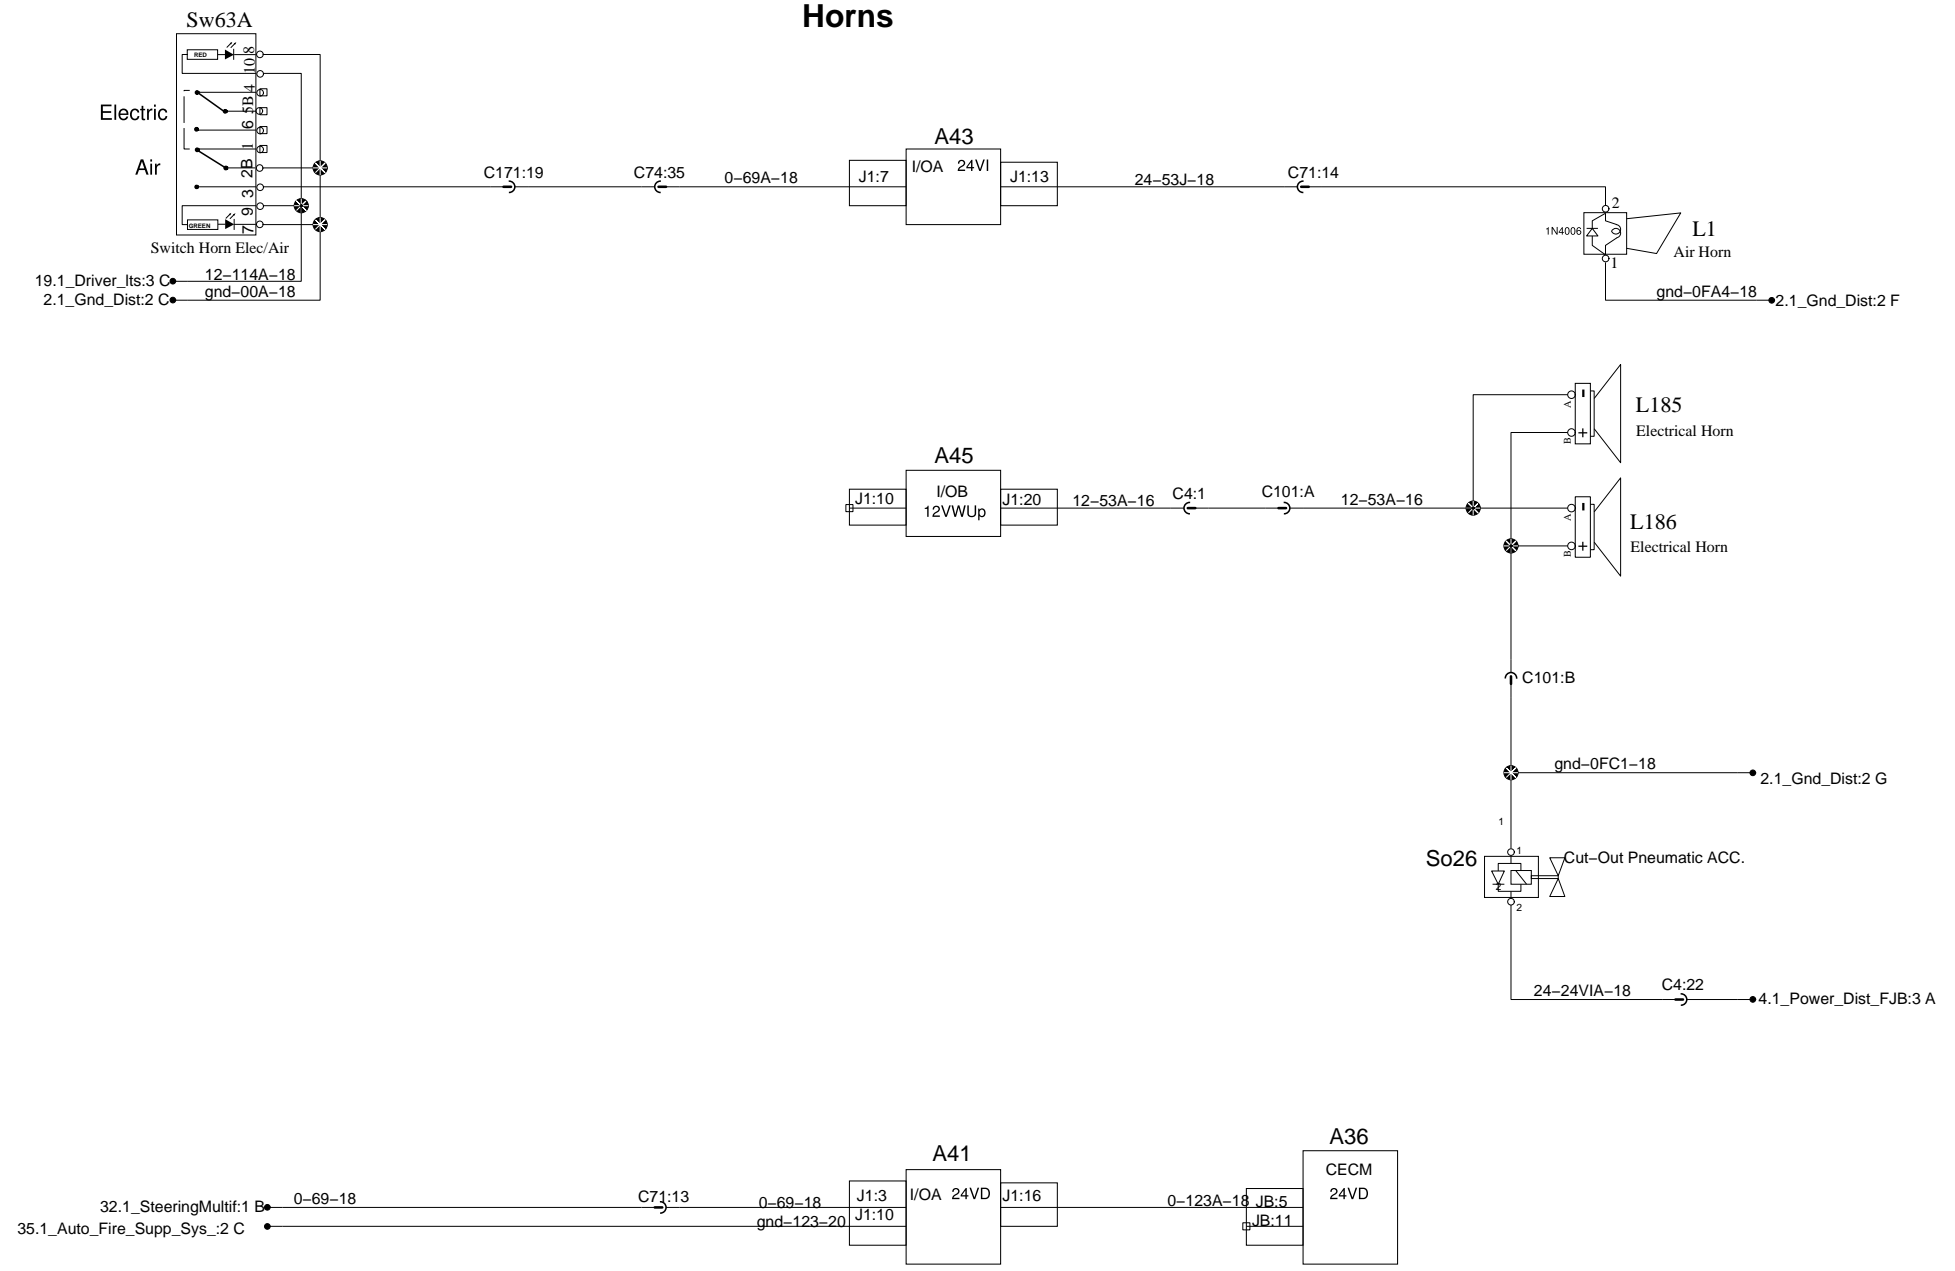 Horns
Sw63A
RED
8
10
4
5B
6
1
2B
3
9
7
GREEN
Electric
Air
Switch Horn Elec/Air
19.1_Driver_lts:3 C
12–114A–18
2.1_Gnd_Dist:2 C
gnd–00A–18
C171:19
C74:35
0–69A–18
A43
J1:7
I/OA 24VI
J1:13
24–53J–18
C71:14
2
1N4006
L1
Air Horn
1
gnd–0FA4–18
2.1_Gnd_Dist:2 F
A
-
B
+
L185
Electrical Horn
A45
J1:10
I/OB
12VWUp
J1:20
12–53A–16
C4:1
C101:A
12–53A–16
A
-
B
+
L186
Electrical Horn
C101:B
gnd–0FC1–18
2.1_Gnd_Dist:2 G
1
So26
1
Cut–Out Pneumatic ACC.
2
2
24–24VIA–18
C4:22
4.1_Power_Dist_FJB:3 A
A41
A36
CECM
24VD
32.1_SteeringMultif:1 B
0–69–18
C71:13
0–69–18
J1:3
I/OA 24VD
J1:16
0–123A–18
JB:5
35.1_Auto_Fire_Supp_Sys_:2 C
gnd–123–20
J1:10
JB:11